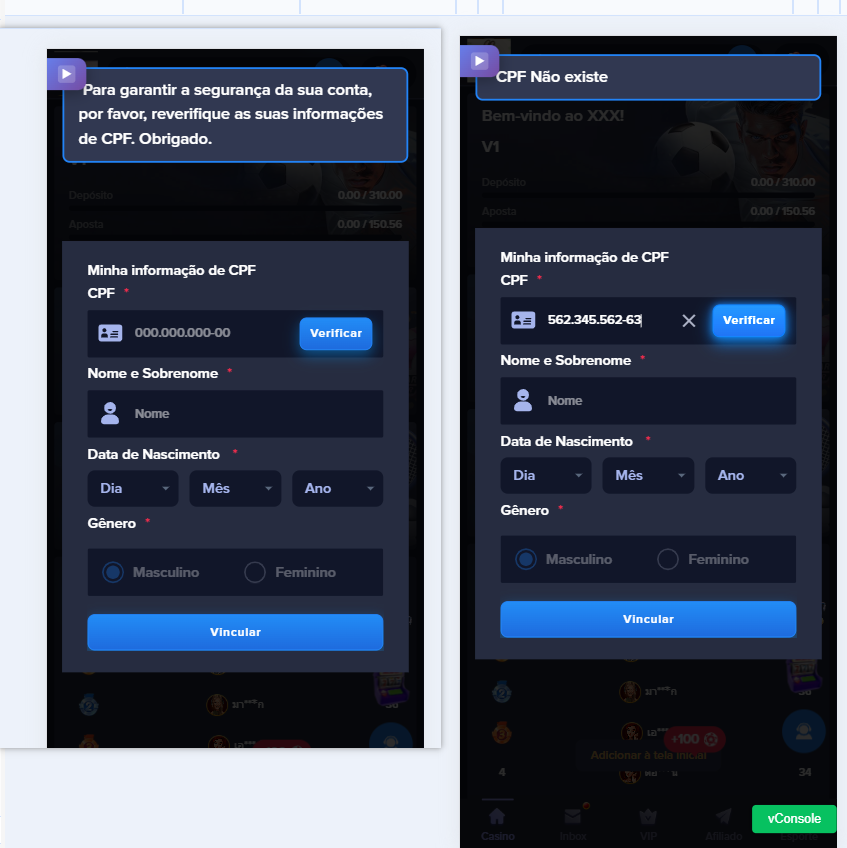 Para garantir a segurança da sua conta,
por favor, reverifique as suas informações
de CPF. Obrigado.
Depósito
0.00 / 310.00
Aposta
0.00 / 150.56
Minha informação de CPF
CPF *
000.000.000-00
Verificar
Nome e Sobrenome *
Nome
Data de Nascimento *
Dia
Mês
Ano
Gênero *
Masculino
Feminino
Vincular
CPF Não existe
Bem-vindo ao XXX!
V1
Depósito
0.00 / 310.00
Aposta
0.00 / 150.56
Minha informação de CPF
CPF *
562.345.562-63
Verificar
Nome e Sobrenome *
Nome
Data de Nascimento *
Dia
Mês
Ano
Gênero *
Masculino
Feminino
Vincular
+100
Adicionar à tela inicial
4
34
vConsole
Casino
Inbox
VIP
Afiliado